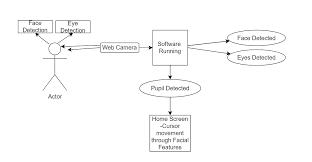 Face
Detection
Eye
Detection
Web Camera
Software
Running
Face Detected
Eyes Detected
Pupil Detected
Actor
Home Screen
-Cursor
movement
through Facial
Features